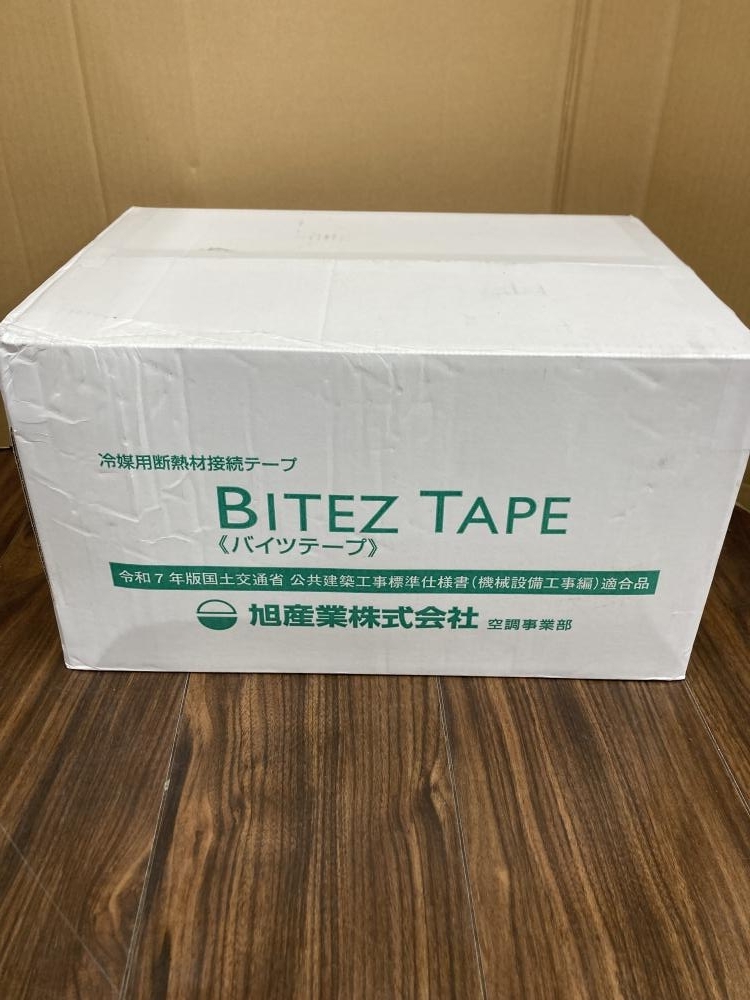 冷媒用断熱材接続テープ
BITEZ TAPE
《バイツテープ》
令和7年版国土交通省 公共建築工事標準仕様書(機械設備工事編)適合品
旭産業株式会社 空調事業部